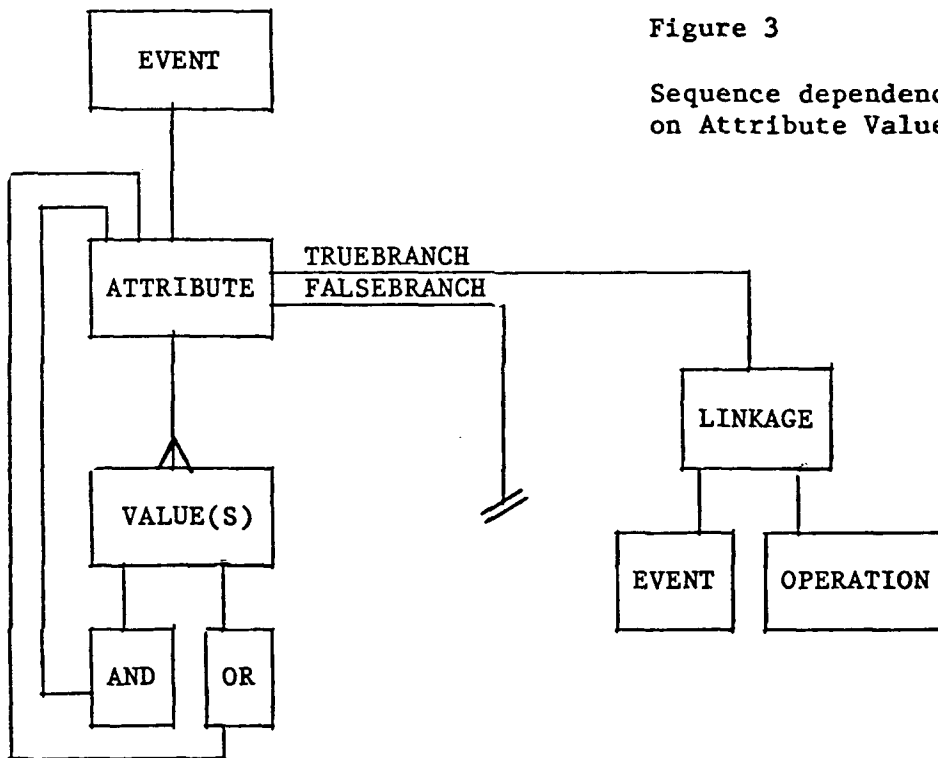 Figure 3
Sequence dependenc
on Attribute Value
EVENT
TRUEBRANCH
FALSEBRANCH
ATTRIBUTE
LINKAGE
VALUE(S)
EVENT
OPERATION
AND
OR